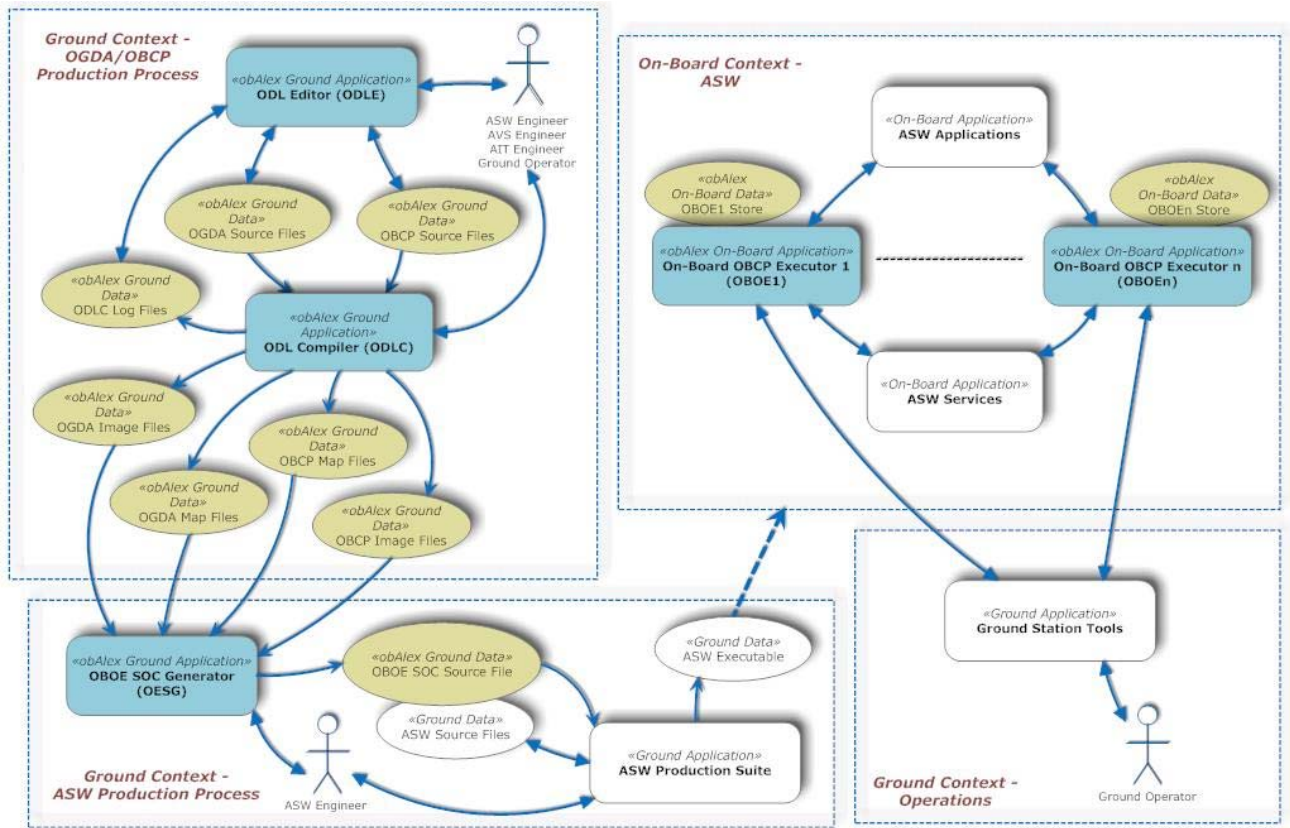 Ground Context -
OGDA/OBCP
Production Process
«obAlex Ground Application»
ODL Editor (ODLE)
ASW Engineer
AVS Engineer
AIT Engineer
Ground Operator
«obAlex Ground
Data»
OGDA Source Files
«obAlex Ground
Data»
OBCP Source Files
«obAlex Ground
Data»
ODLC Log Files
«obAlex Ground
Application»
ODL Compiler (ODLC)
«obAlex Ground
Data»
OGDA Image Files
«obAlex Ground
Data»
OBCP Map Files
«obAlex Ground
Data»
OGDA Map Files
«obAlex Ground
Data»
OBCP Image Files
On-Board Context -
ASW
«On-Board Application»
ASW Applications
«obAlex
On-Board Data»
OBOE1 Store
«obAlex
On-Board Data»
OBOEn Store
«obAlex On-Board Application»
On-Board OBCP Executor 1
(OBOE1)
«obAlex On-Board Application»
On-Board OBCP Executor n
(OBOEn)
«On-Board Application»
ASW Services
«obAlex Ground Application»
OBOE SOC Generator
(OESG)
«obAlex Ground Data»
OBOE SOC Source File
«Ground Data»
ASW Source Files
«Ground Data»
ASW Executable
«Ground Application»
ASW Production Suite
Ground Context -
ASW Production Process
ASW Engineer
«Ground Application»
Ground Station Tools
Ground Context -
Operations
Ground Operator